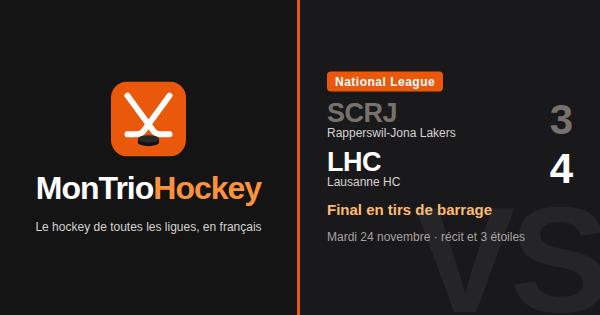 MonTrioHockey
Le hockey de toutes les ligues, en français
National League
SCRJ 3
Rapperswil-Jona Lakers
LHC 4
Lausanne HC
Final en tirs de barrage
Mardi 24 novembre · récit et 3 étoiles
VS